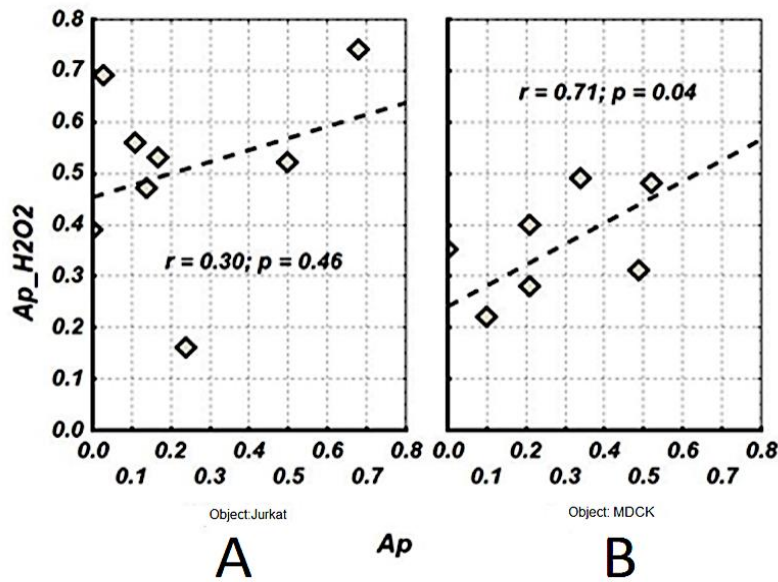 0.8
0.7
0.6
0.5
0.4
0.3
0.2
0.1
0.0
Ap_H2O2
r = 0.30; p = 0.46
r = 0.71; p = 0.04
0.0 0.2 0.4 0.6 0.8
0.1 0.3 0.5 0.7
0.0 0.2 0.4 0.6 0.8
0.1 0.3 0.5 0.7
Object:Jurkat
Object: MDCK
A
Ap
B